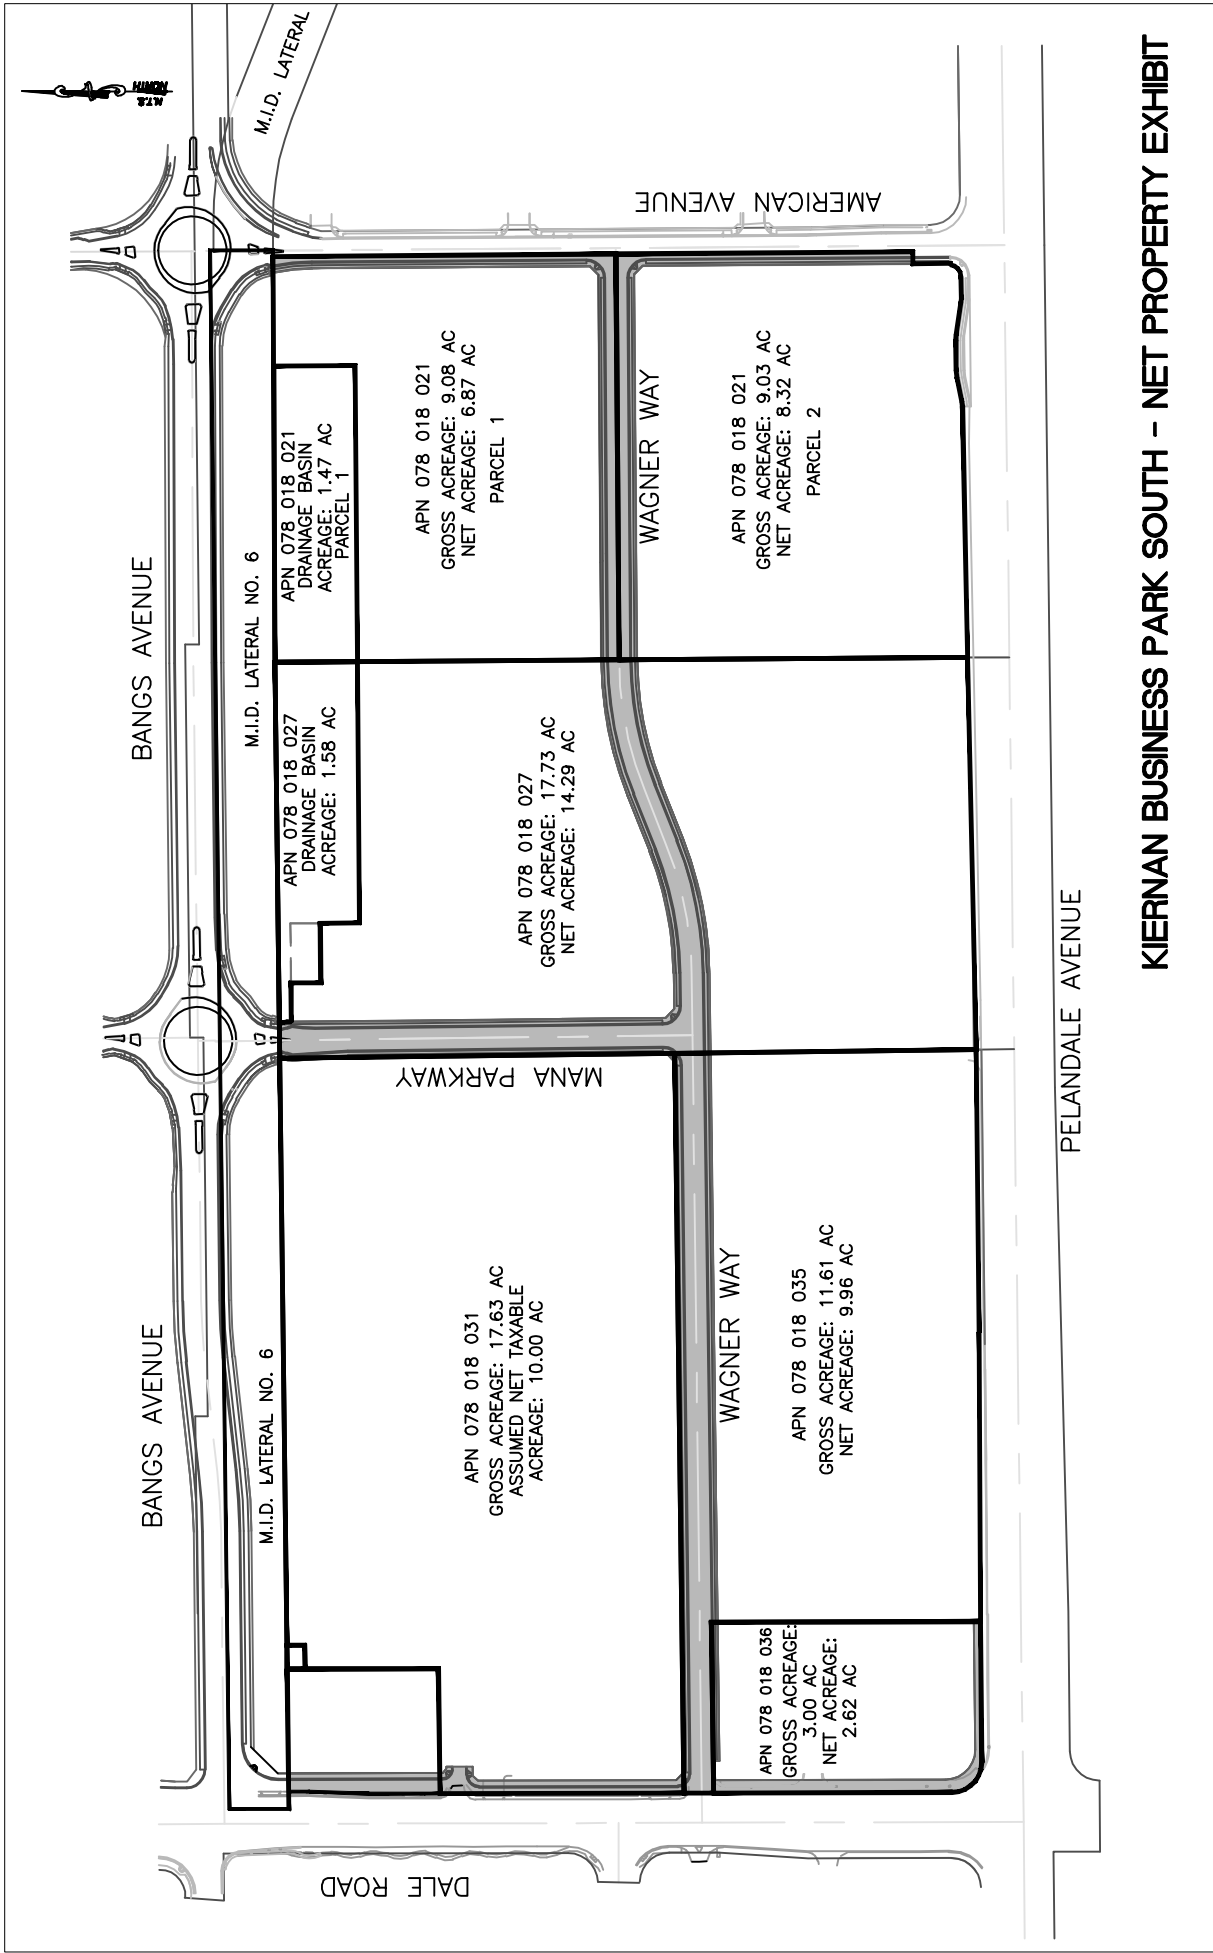 N.T.S.
NORTH
BANGS AVENUE
BANGS AVENUE
M.I.D. LATERAL NO. 6
M.I.D. LATERAL NO. 6
M.I.D. LATERAL
DALE ROAD
MANA PARKWAY
AMERICAN AVENUE
APN 078 018 031
GROSS ACREAGE: 17.63 AC
ASSUMED NET TAXABLE
ACREAGE: 10.00 AC
APN 078 018 027
DRAINAGE BASIN
ACREAGE: 1.58 AC
APN 078 018 021
DRAINAGE BASIN
ACREAGE: 1.47 AC
PARCEL 1
APN 078 018 027
GROSS ACREAGE: 17.73 AC
NET ACREAGE: 14.29 AC
APN 078 018 021
GROSS ACREAGE: 9.08 AC
NET ACREAGE: 6.87 AC
PARCEL 1
WAGNER WAY
WAGNER WAY
APN 078 018 036
GROSS ACREAGE:
3.00 AC
NET ACREAGE:
2.62 AC
APN 078 018 035
GROSS ACREAGE: 11.61 AC
NET ACREAGE: 9.96 AC
APN 078 018 021
GROSS ACREAGE: 9.03 AC
NET ACREAGE: 8.32 AC
PARCEL 2
PELANDALE AVENUE
KIERNAN BUSINESS PARK SOUTH - NET PROPERTY EXHIBIT